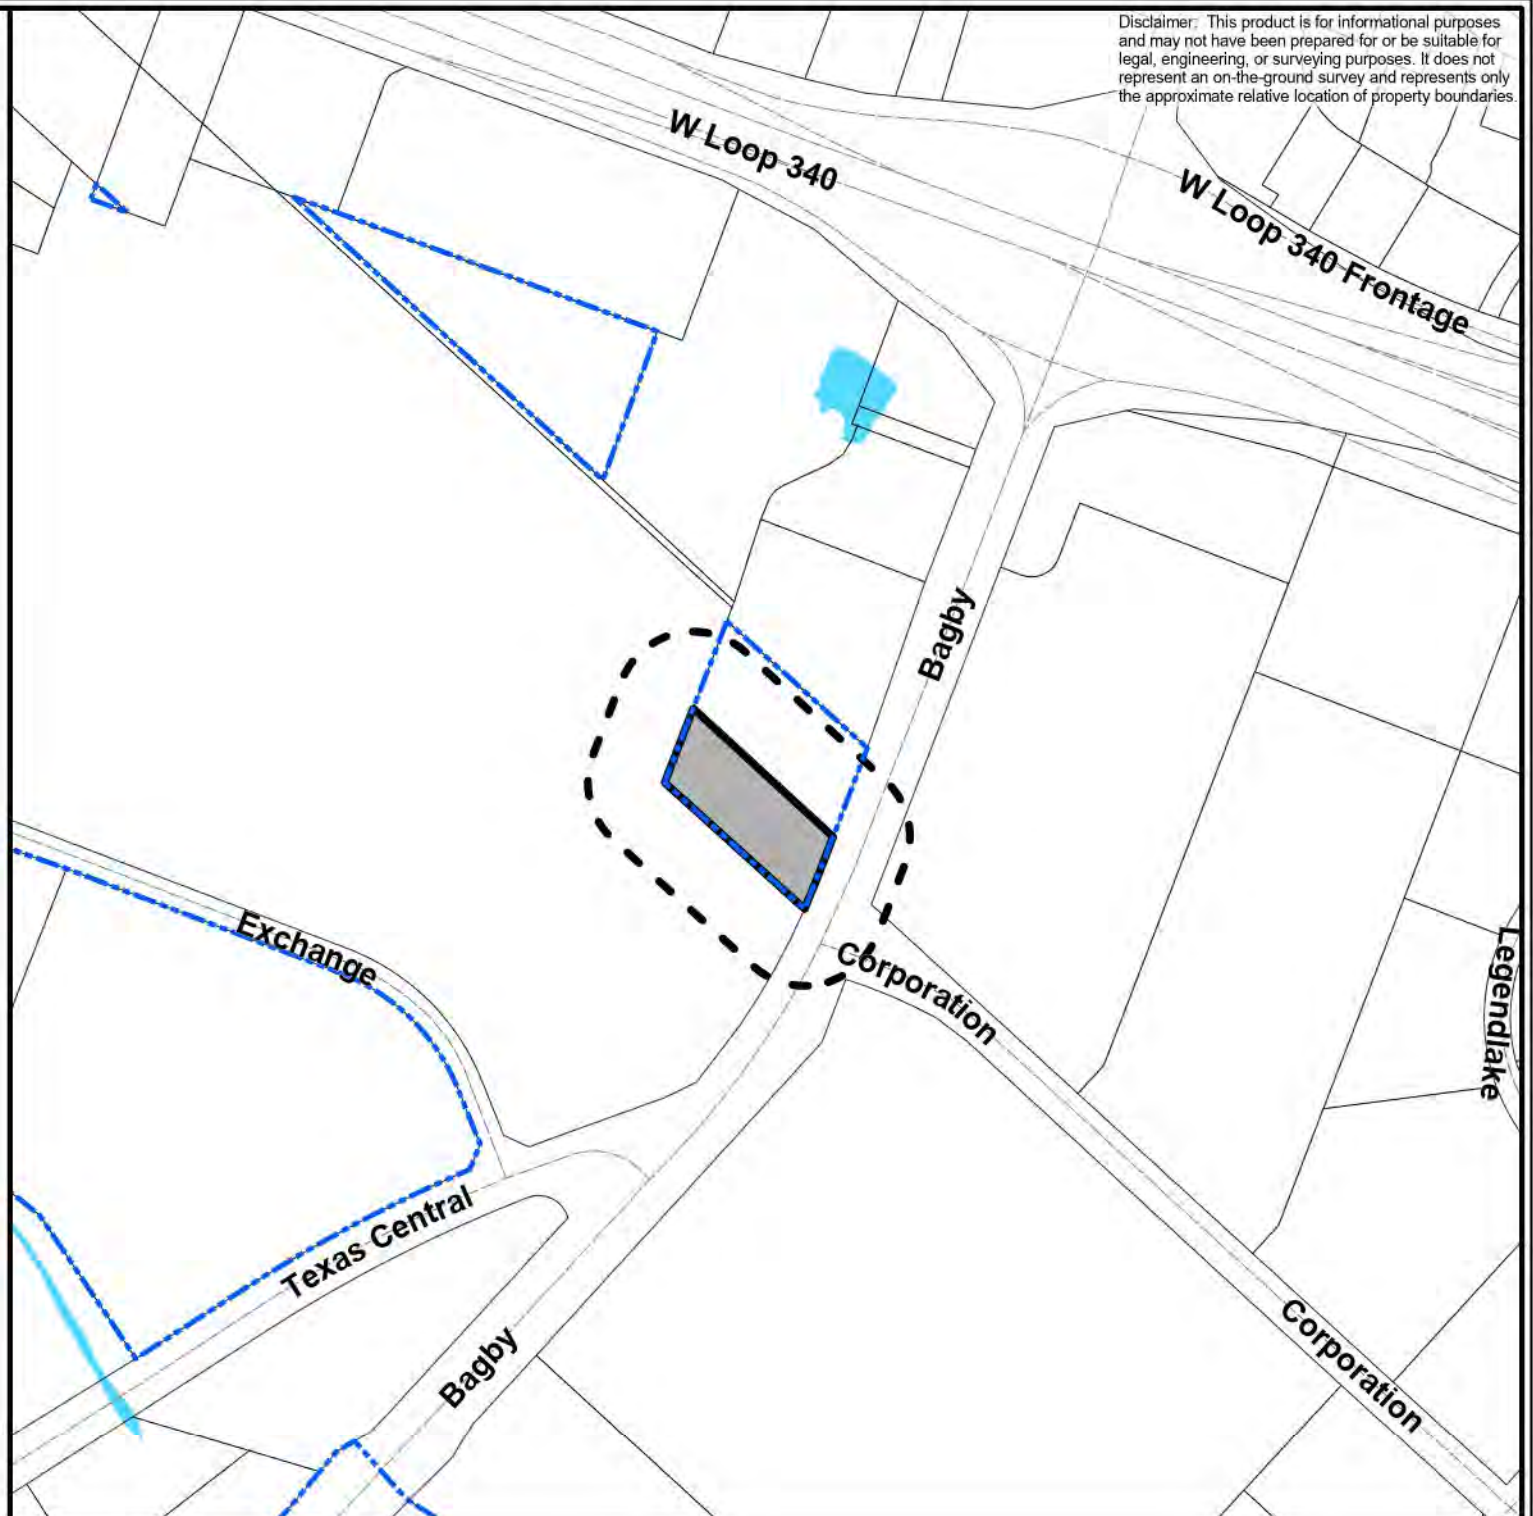 Disclaimer: This product is for informational purposes
and may not have been prepared for or be suitable for
legal, engineering, or surveying purposes. It does not
represent an on-the-ground survey and represents only
the approximate relative location of property boundaries.
W Loop 340
W Loop 340 Frontage
Bagby
Exchange
Corporation
Legendlake
Texas Central
Bagby
Corporation